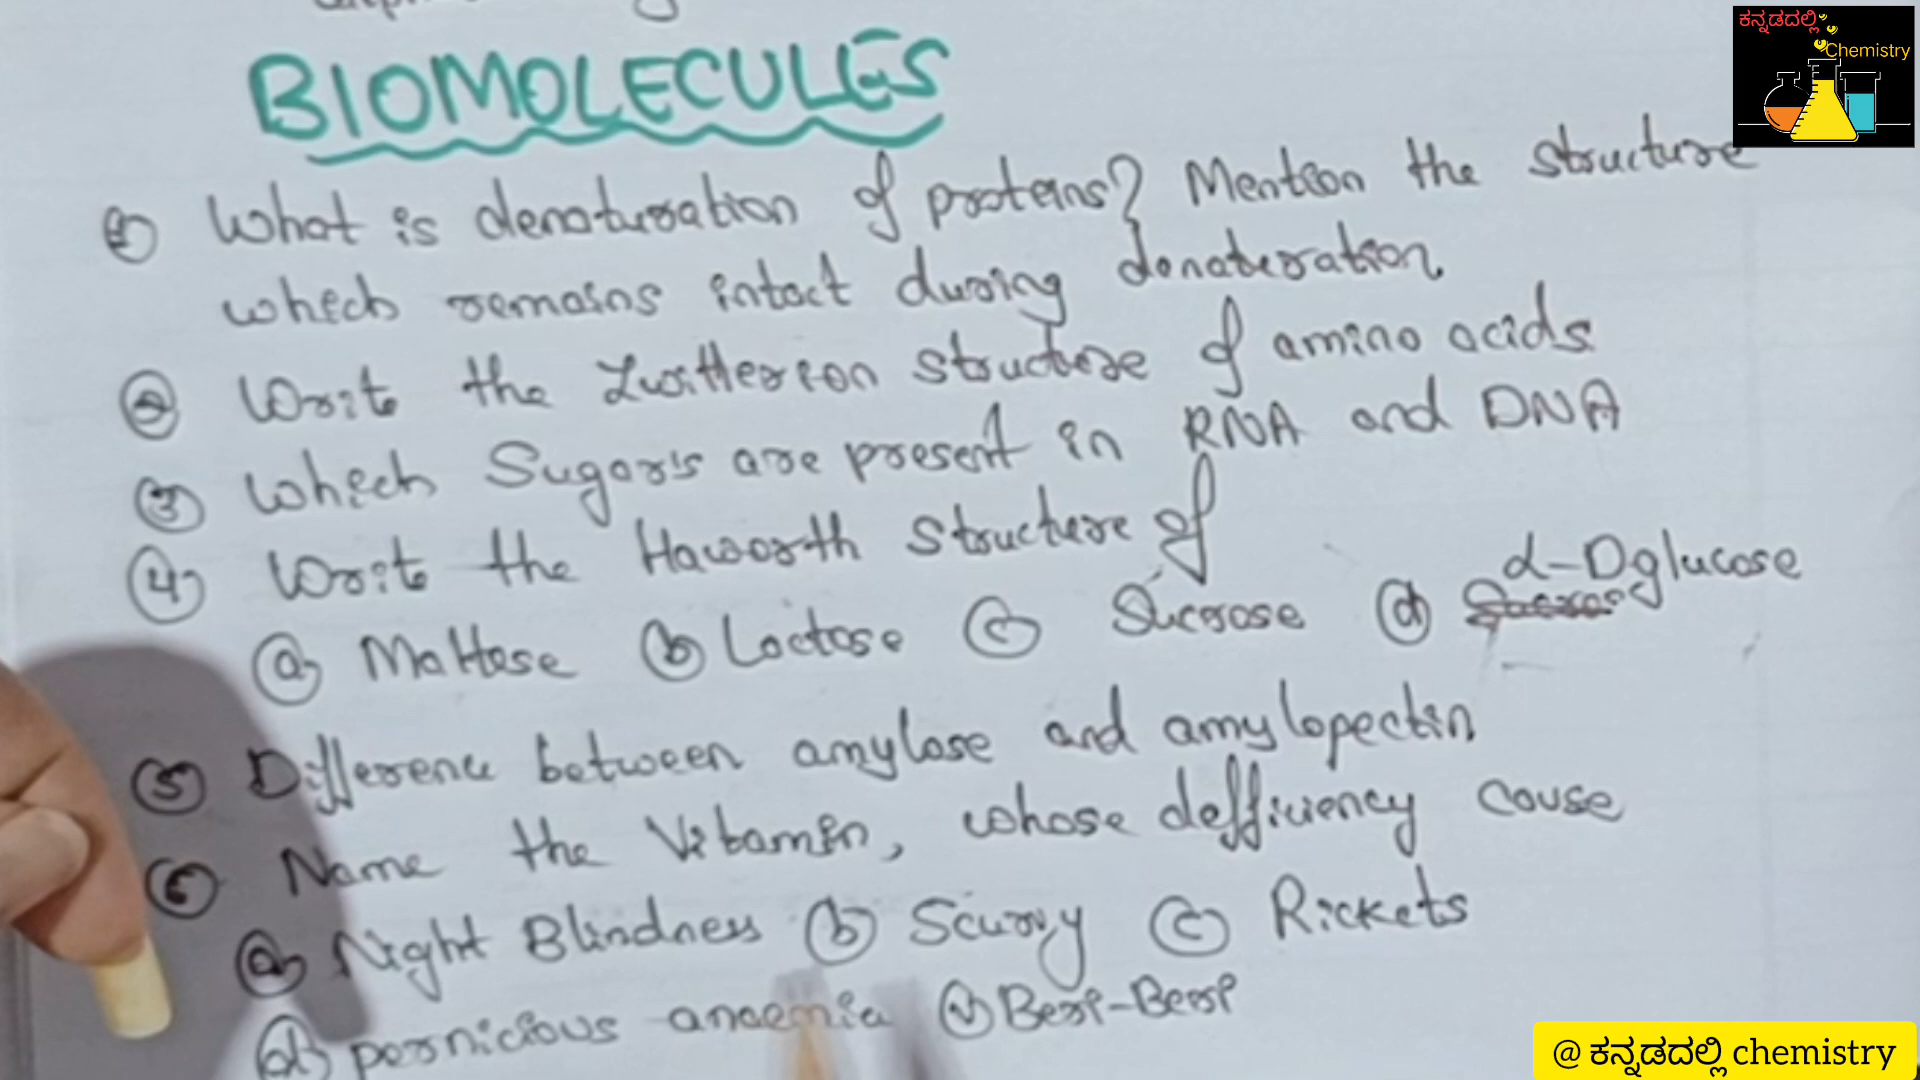 BIOMOLECULES
ಕನ್ನಡದಲ್ಲಿ
Chemistry
① What is denaturation of proteins? Mention the structure
which remains intact during denaturation.
② Write the Zwitterion structure of amino acids
③ Which Sugar's are present in RNA and DNA
④ Write the Haworth structure of
ⓐ Maltose ⓑ Lactose ⓒ Sucrose ⓓ α-D glucose
⑤ Difference between amylose and amylopectin
⑥ Name the Vitamin, whose defficiency cause
ⓐ Night Blindness ⓑ Scurvy ⓒ Rickets
ⓓ pernicious anaemia Ⓥ Beri-Beri
@ ಕನ್ನಡದಲ್ಲಿ chemistry